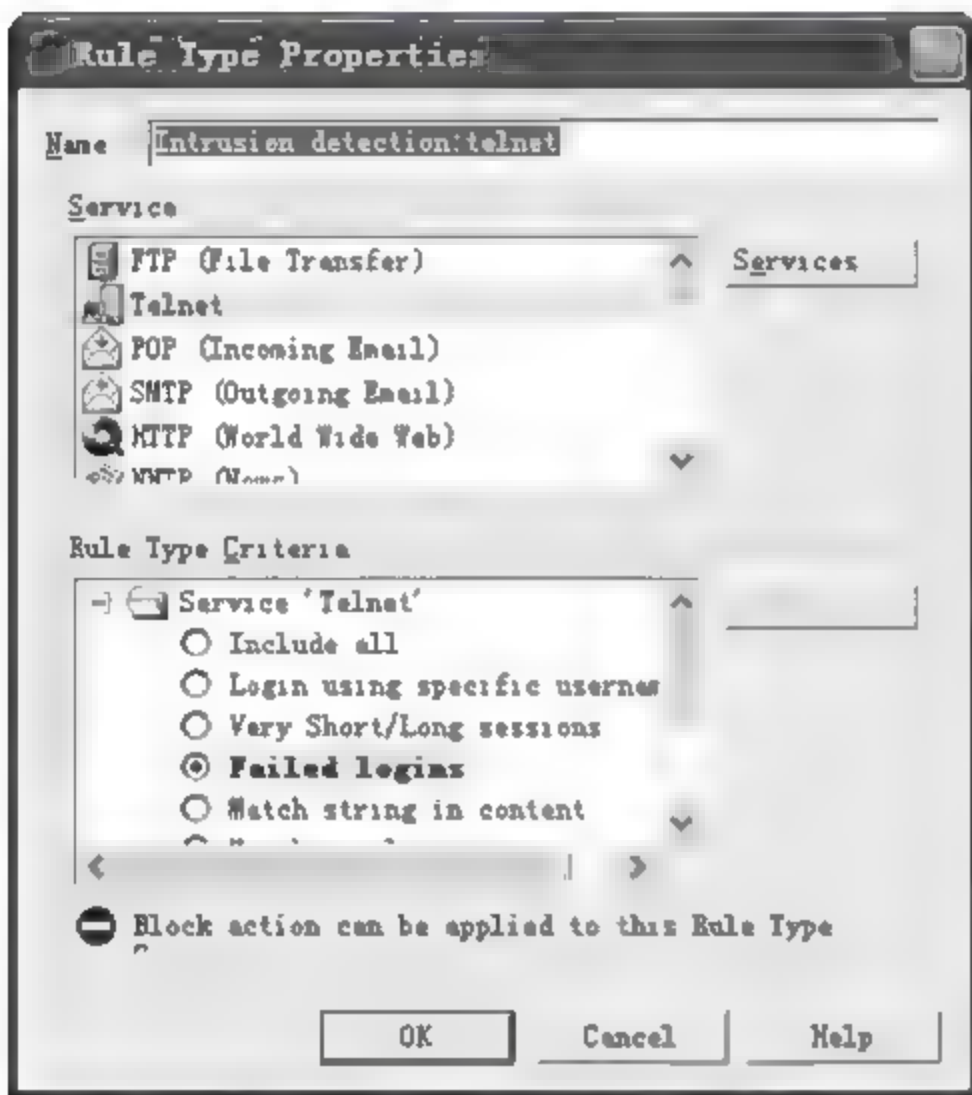 Rule Type Properties
Name Intrusion detection:telnet
Service
FTP (File Transfer)
Services
Telnet
POP (Incoming Email)
SMTP (Outgoing Email)
HTTP (World Wide Web)
NNTP (News)
Rule Type Criteria
Service 'Telnet'
Include all
Login using specific usernam
Very Short/Long sessions
Failed logins
Match string in content
Block action can be applied to this Rule Type
OK Cancel Help